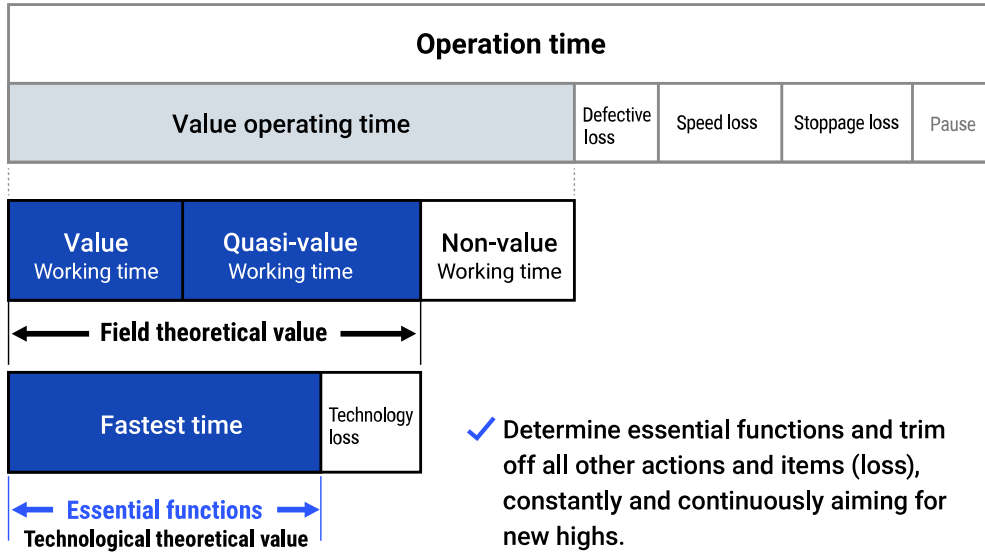 Operation time
Value operating time
Defective
loss
Speed loss
Stoppage loss
Pause
Value
Working time
Quasi-value
Working time
Non-value
Working time
Field theoretical value
Fastest time
Technology
loss
Essential functions
Technological theoretical value
Determine essential functions and trim
off all other actions and items (loss),
constantly and continuously aiming for
new highs.